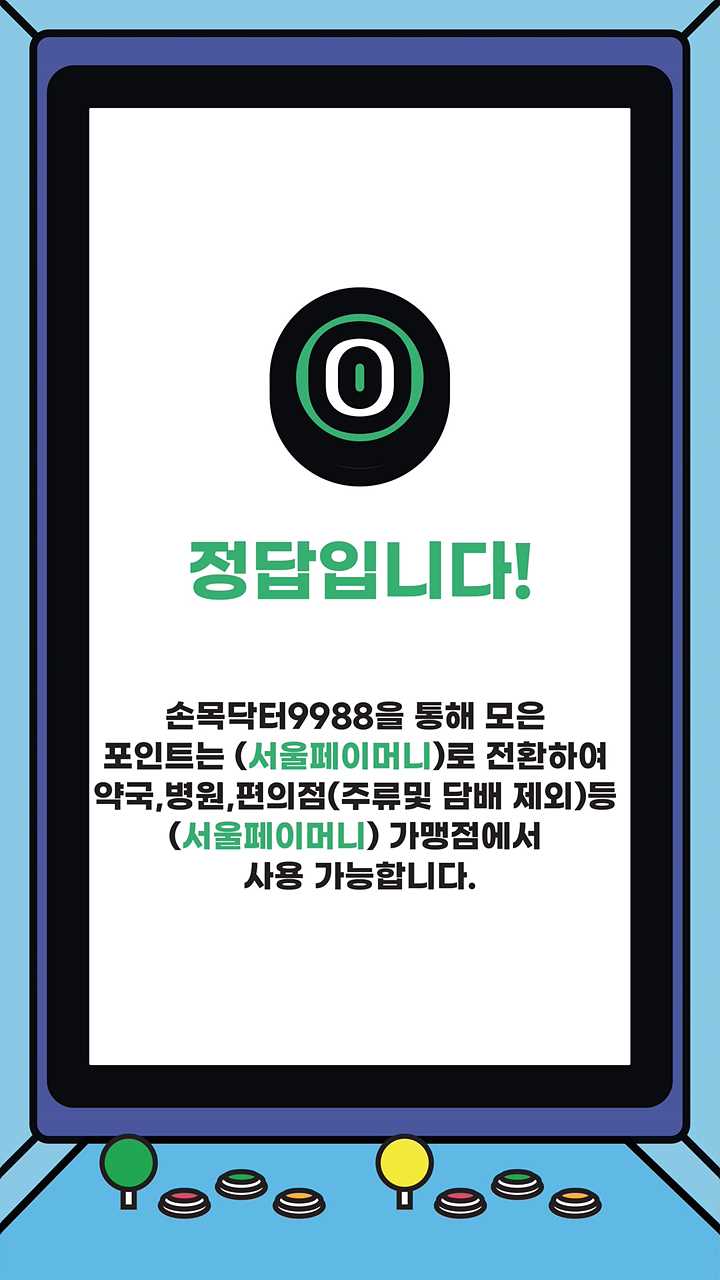 0
정답입니다!
손목닥터9988을 통해 모은
포인트는 (서울페이머니)로 전환하여
약국,병원,편의점(주류및 담배 제외)등
(서울페이머니) 가맹점에서
사용 가능합니다.